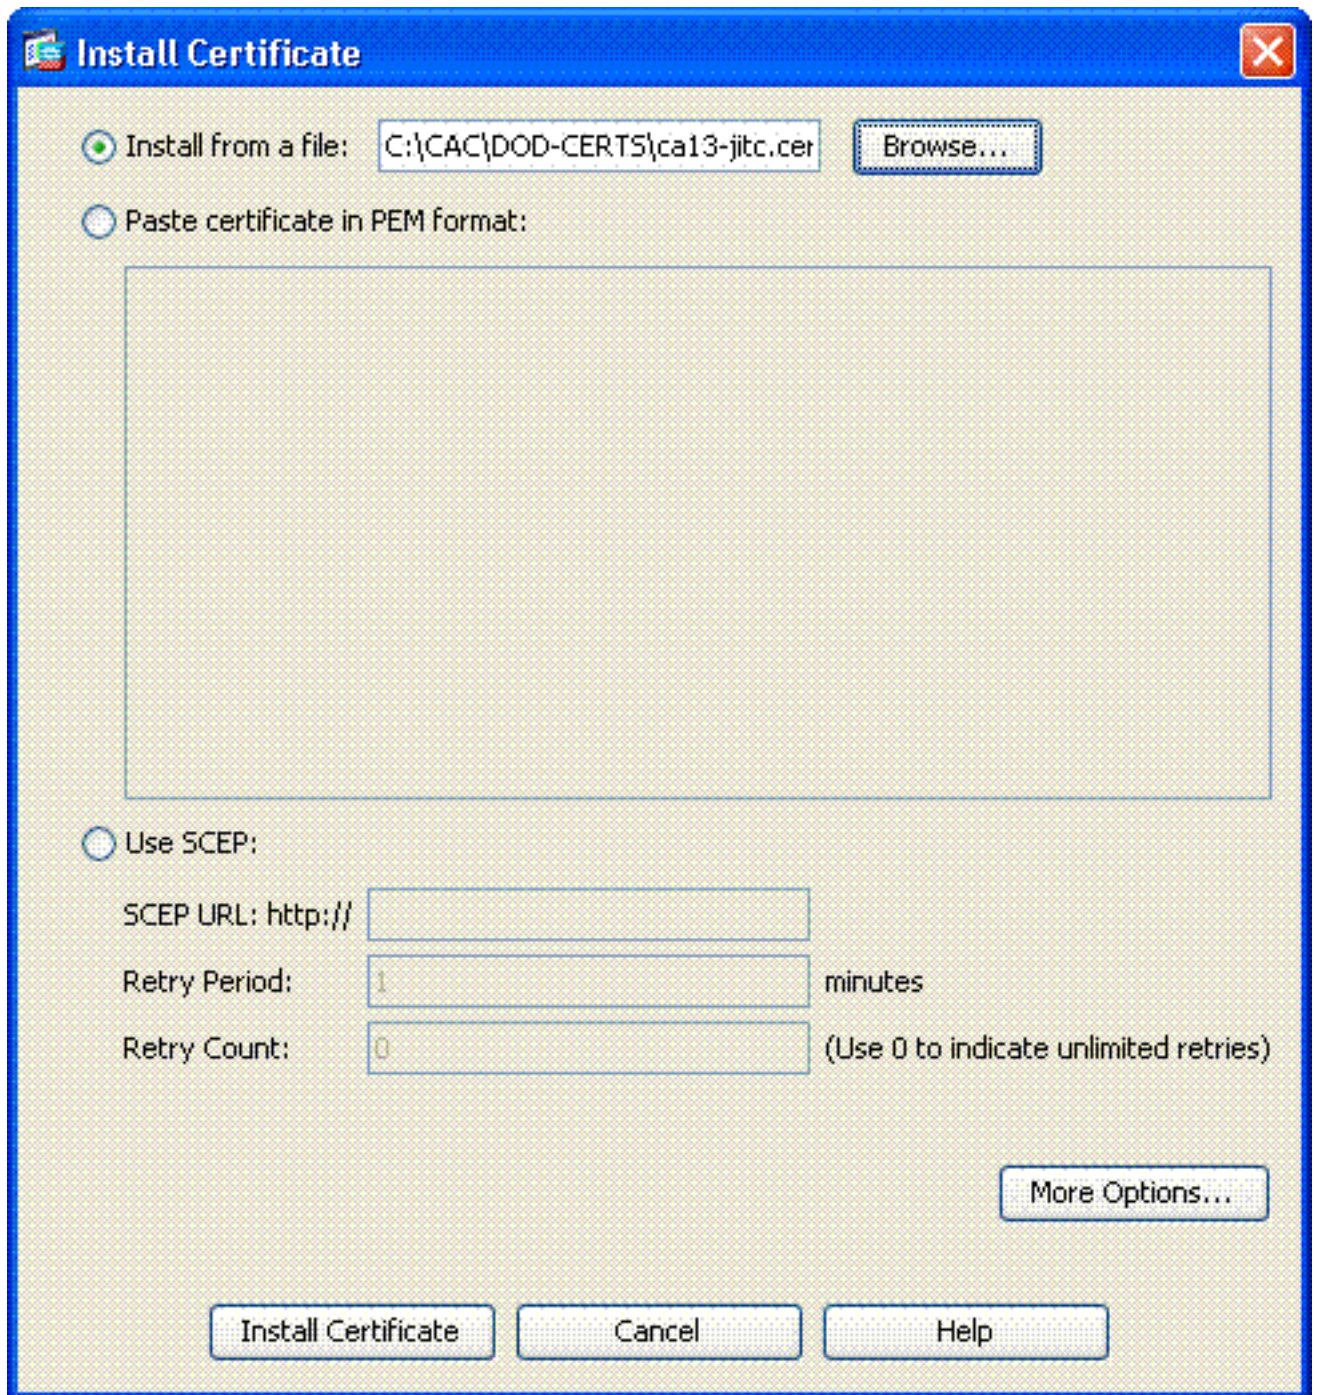 Install Certificate
Install from a file: C:\CAC\DOD-CERTS\ca13-jitc.cer Browse...
Paste certificate in PEM format:
Use SCEP:
SCEP URL: http://
Retry Period: 1 minutes
Retry Count: 0 (Use 0 to indicate unlimited retries)
More Options...
Install Certificate Cancel Help